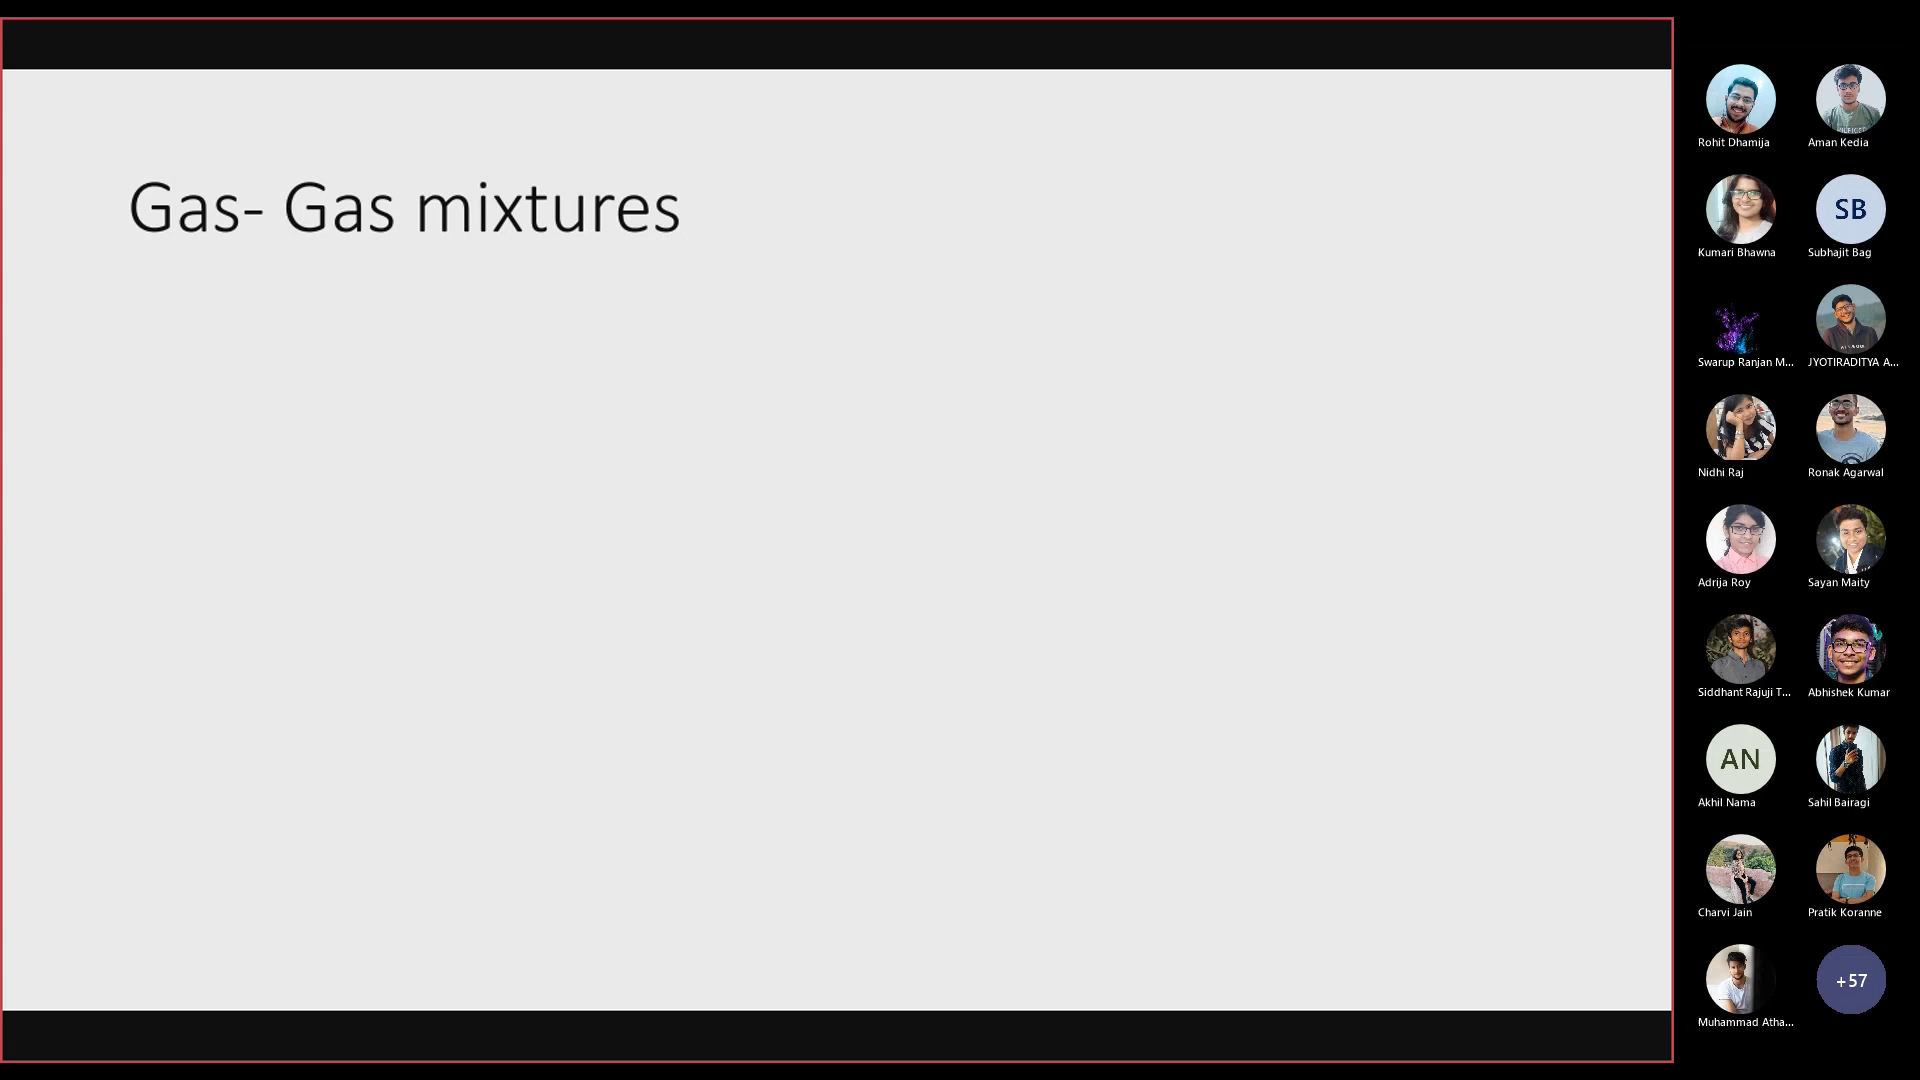 Gas- Gas mixtures
Rohit Dhamija
Aman Kedia
Kumari Bhawna
SB
Subhajit Bag
Swarup Ranjan M...
JYOTIRADITYA A...
Nidhi Raj
Ronak Agarwal
Adrija Roy
Sayan Maity
Siddhant Rajuji T...
Abhishek Kumar
AN
Akhil Nama
Sahil Bairagi
Charvi Jain
Pratik Koranne
Muhammad Atha...
+57